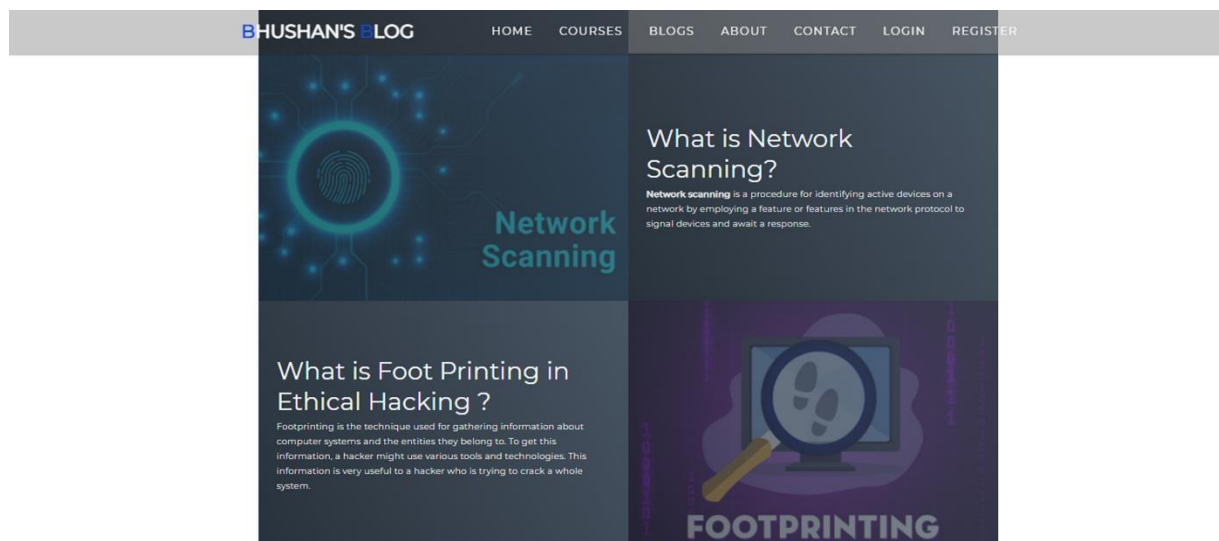 BHUSHAN'S BLOG
HOME COURSES BLOGS ABOUT CONTACT LOGIN REGISTER
Network
Scanning
What is Network
Scanning?
Network scanning is a procedure for identifying active devices on a
network by employing a feature or features in the network protocol to
signal devices and await a response.
What is Foot Printing in
Ethical Hacking ?
Footprinting is the technique used for gathering information about
computer systems and the entities they belong to. To get this
information, a hacker might use various tools and technologies. This
information is very useful to a hacker who is trying to crack a whole
system.
FOOTPRINTING